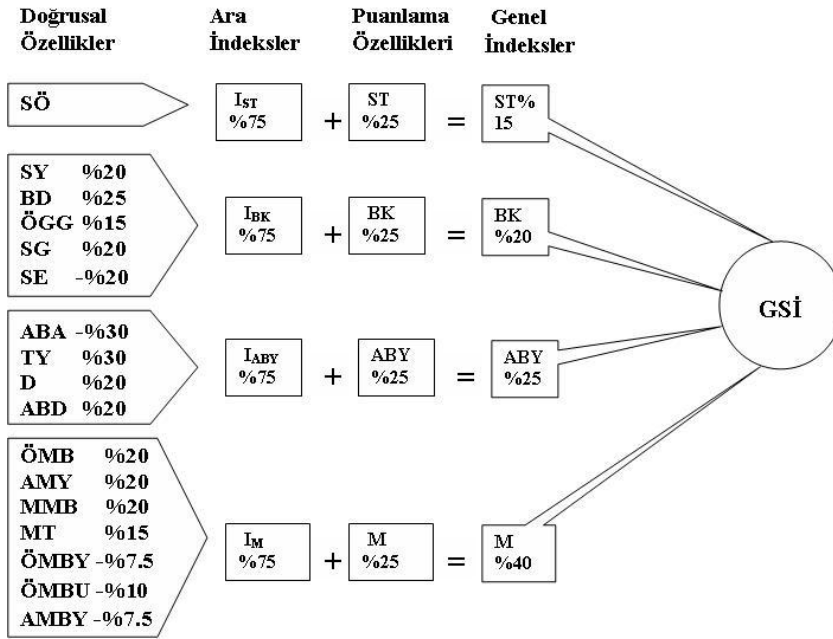 Doğrusal
Özellikler
Ara
İndeksler
Puanlama
Özellikleri
Genel
İndeksler
SÖ
IST
%75
+
ST
%25
=
ST%
15
SY %20
BD %25
ÖGG %15
SG %20
SE -%20
IBK
%75
+
BK
%25
=
BK
%20
GSİ
ABA -%30
TY %30
D %20
ABD %20
IABY
%75
+
ABY
%25
=
ABY
%25
ÖMB %20
AMY %20
MMB %20
MT %15
ÖMBY -%7.5
ÖMBU -%10
AMBY -%7.5
IM
%75
+
M
%25
=
M
%40